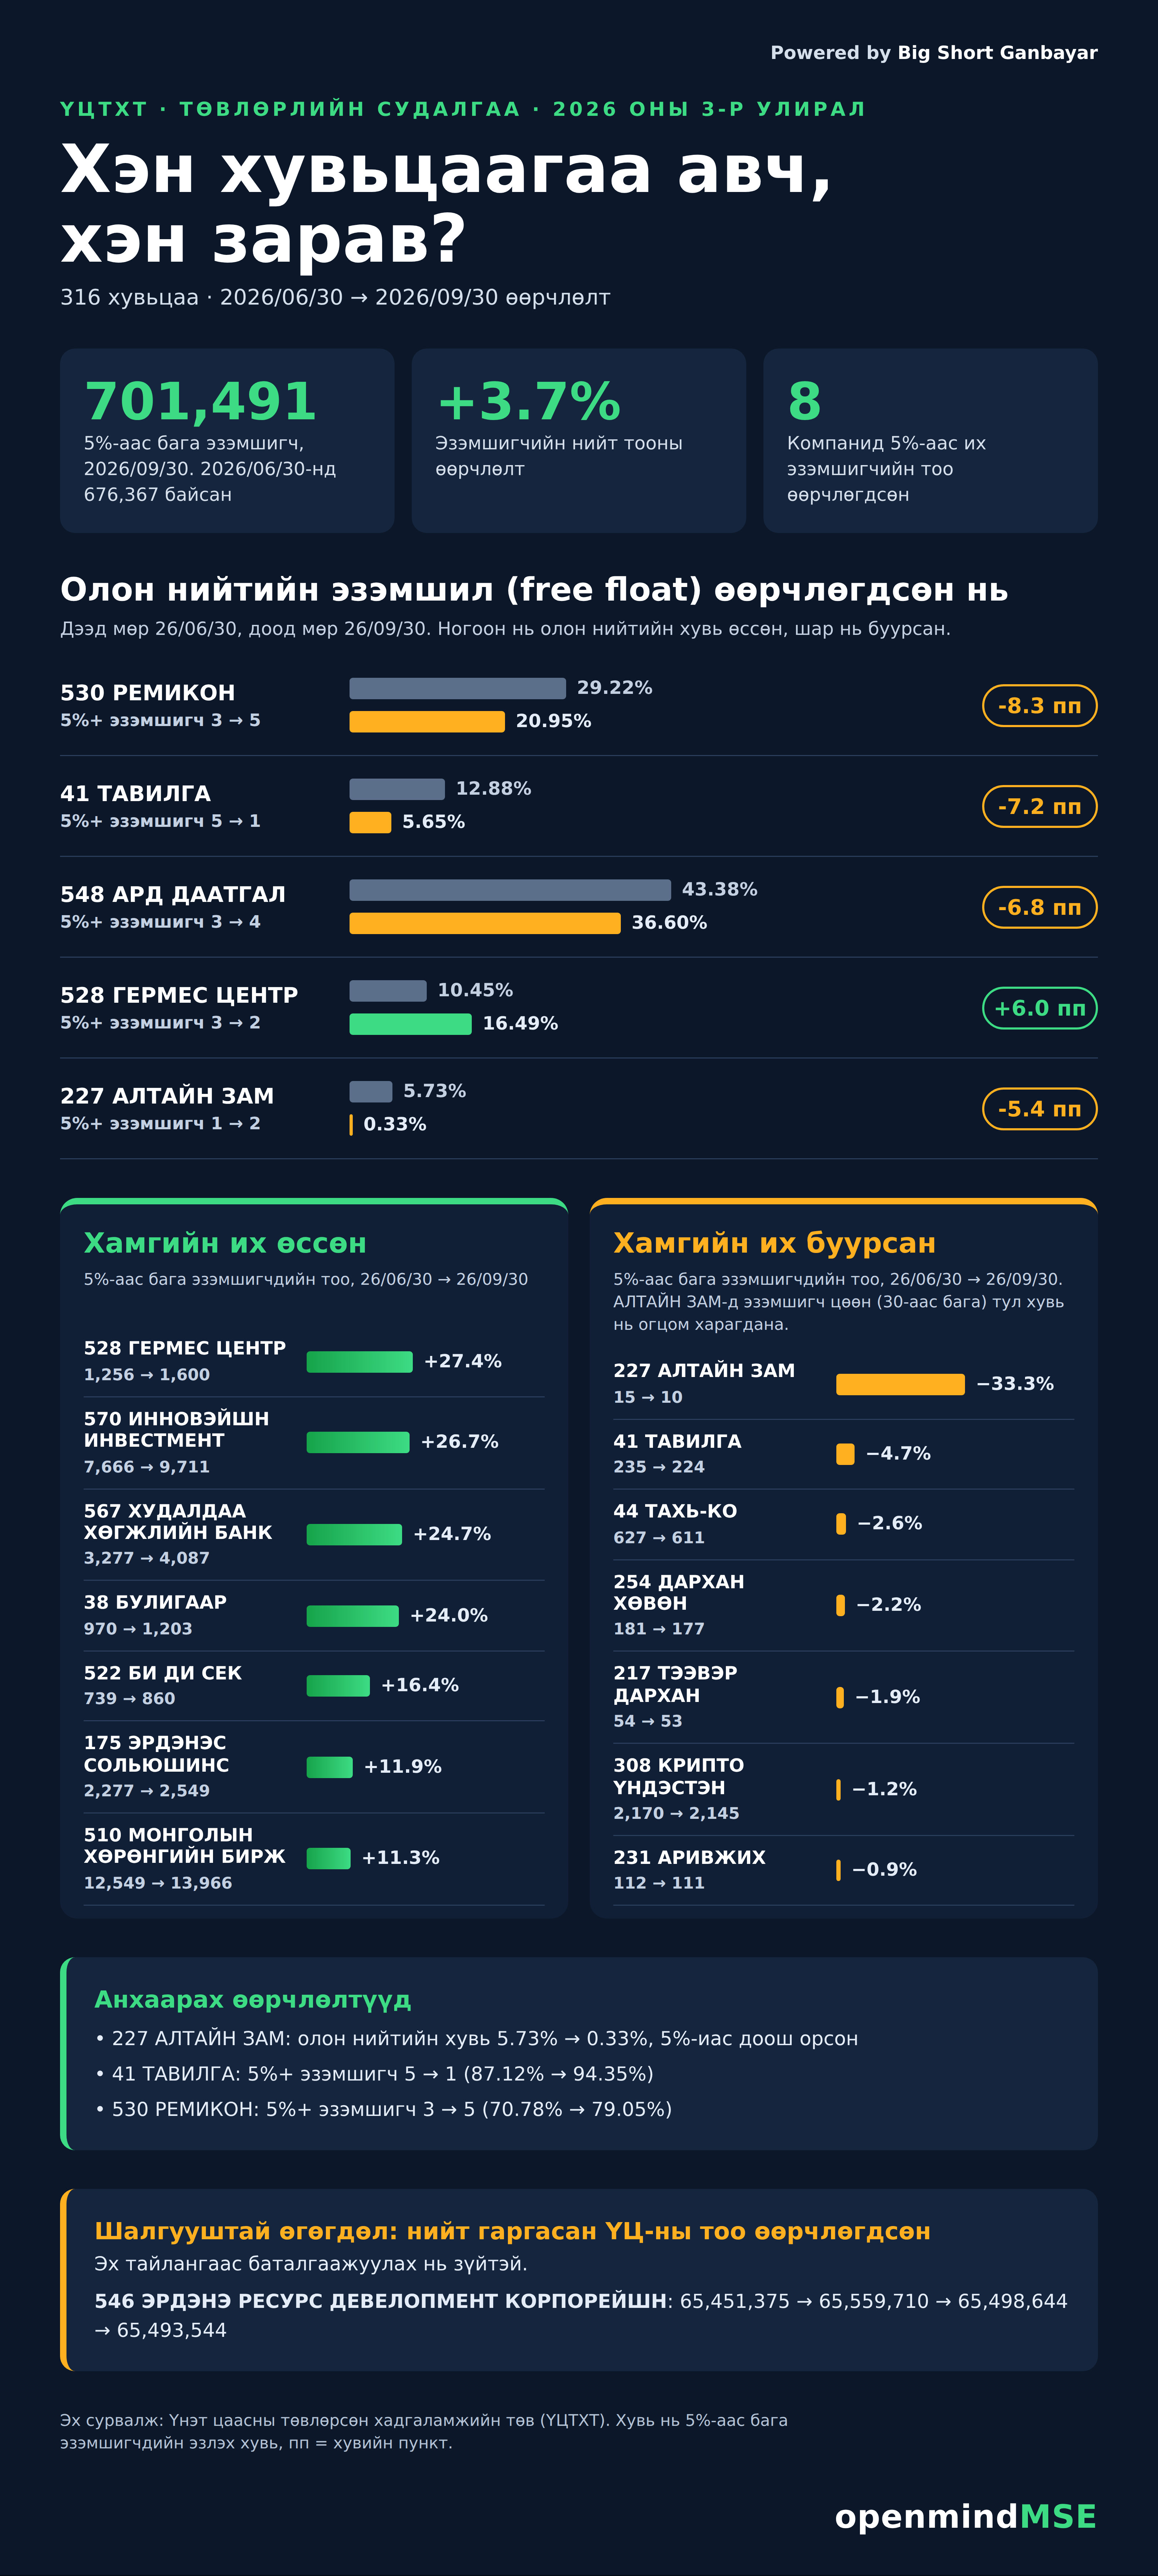 Powered by Big Short Ganbayar
ҮЦТХТ · ТӨВЛӨРЛИЙН СУДАЛГАА · 2026 ОНЫ 3-Р УЛИРАЛ
Хэн хувьцаагаа авч,
хэн зарав?
316 хувьцаа · 2026/06/30 → 2026/09/30 өөрчлөлт
701,491
5%-аас бага эзэмшигч,
2026/09/30. 2026/06/30-нд
676,367 байсан
+3.7%
Эзэмшигчийн нийт тооны
өөрчлөлт
8
Компанид 5%-аас их
эзэмшигчийн тоо
өөрчлөгдсөн
Олон нийтийн эзэмшил (free float) өөрчлөгдсөн нь
Дээд мөр 26/06/30, доод мөр 26/09/30. Ногоон нь олон нийтийн хувь өссөн, шар нь буурсан.
530 РЕМИКОН
5%+ эзэмшигч 3 → 5
29.22%
20.95%
-8.3 пп
41 ТАВИЛГА
5%+ эзэмшигч 5 → 1
12.88%
5.65%
-7.2 пп
548 АРД ДААТГАЛ
5%+ эзэмшигч 3 → 4
43.38%
36.60%
-6.8 пп
528 ГЕРМЕС ЦЕНТР
5%+ эзэмшигч 3 → 2
10.45%
16.49%
+6.0 пп
227 АЛТАЙН ЗАМ
5%+ эзэмшигч 1 → 2
5.73%
0.33%
-5.4 пп
Хамгийн их өссөн
5%-аас бага эзэмшигчдийн тоо, 26/06/30 → 26/09/30
528 ГЕРМЕС ЦЕНТР
1,256 → 1,600
+27.4%
570 ИННОВЭЙШН
ИНВЕСТМЕНТ
7,666 → 9,711
+26.7%
567 ХУДАЛДАА
ХӨГЖЛИЙН БАНК
3,277 → 4,087
+24.7%
38 БУЛИГААР
970 → 1,203
+24.0%
522 БИ ДИ СЕК
739 → 860
+16.4%
175 ЭРДЭНЭС
СОЛЬЮШИНС
2,277 → 2,549
+11.9%
510 МОНГОЛЫН
ХӨРӨНГИЙН БИРЖ
12,549 → 13,966
+11.3%
Хамгийн их буурсан
5%-аас бага эзэмшигчдийн тоо, 26/06/30 → 26/09/30.
АЛТАЙН ЗАМ-д эзэмшигч цөөн (30-аас бага) тул хувь
нь огцом харагдана.
227 АЛТАЙН ЗАМ
15 → 10
−33.3%
41 ТАВИЛГА
235 → 224
−4.7%
44 ТАХЬ-КО
627 → 611
−2.6%
254 ДАРХАН
ХӨВӨН
181 → 177
−2.2%
217 ТЭЭВЭР
ДАРХАН
54 → 53
−1.9%
308 КРИПТО
ҮНДЭСТЭН
2,170 → 2,145
−1.2%
231 АРИВЖИХ
112 → 111
−0.9%
Анхаарах өөрчлөлтүүд
• 227 АЛТАЙН ЗАМ: олон нийтийн хувь 5.73% → 0.33%, 5%-иас доош орсон
• 41 ТАВИЛГА: 5%+ эзэмшигч 5 → 1 (87.12% → 94.35%)
• 530 РЕМИКОН: 5%+ эзэмшигч 3 → 5 (70.78% → 79.05%)
Шалгууштай өгөгдөл: нийт гаргасан ҮЦ-ны тоо өөрчлөгдсөн
Эх тайлангаас баталгаажуулах нь зүйтэй.
546 ЭРДЭНЭ РЕСУРС ДЕВЕЛОПМЕНТ КОРПОРЕЙШН: 65,451,375 → 65,559,710 → 65,498,644
→ 65,493,544
Эх сурвалж: Үнэт цаасны төвлөрсөн хадгаламжийн төв (ҮЦТХТ). Хувь нь 5%-аас бага
эзэмшигчдийн эзлэх хувь, пп = хувийн пункт.
openmindMSE